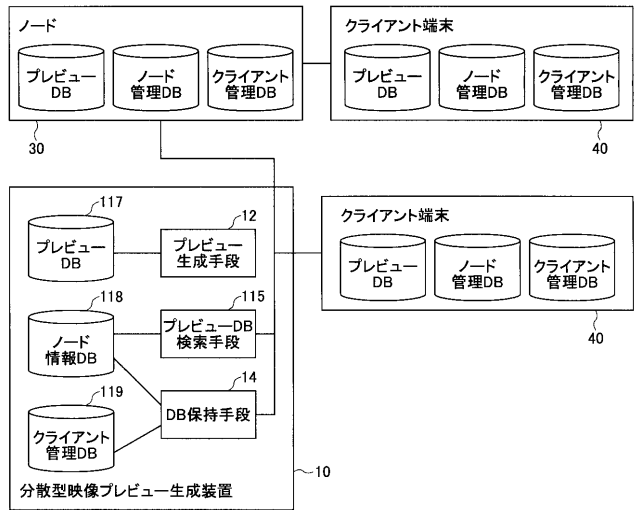 ノード
プレビュー
DB
ノード
管理DB
クライアント
管理DB
30
クライアント端末
プレビュー
DB
ノード
管理DB
クライアント
管理DB
40
117
プレビュー
DB
12
プレビュー
生成手段
118
ノード
情報DB
115
プレビューDB
検索手段
119
クライアント
管理DB
14
DB保持手段
10
分散型映像プレビュー生成装置
クライアント端末
プレビュー
DB
ノード
管理DB
クライアント
管理DB
40